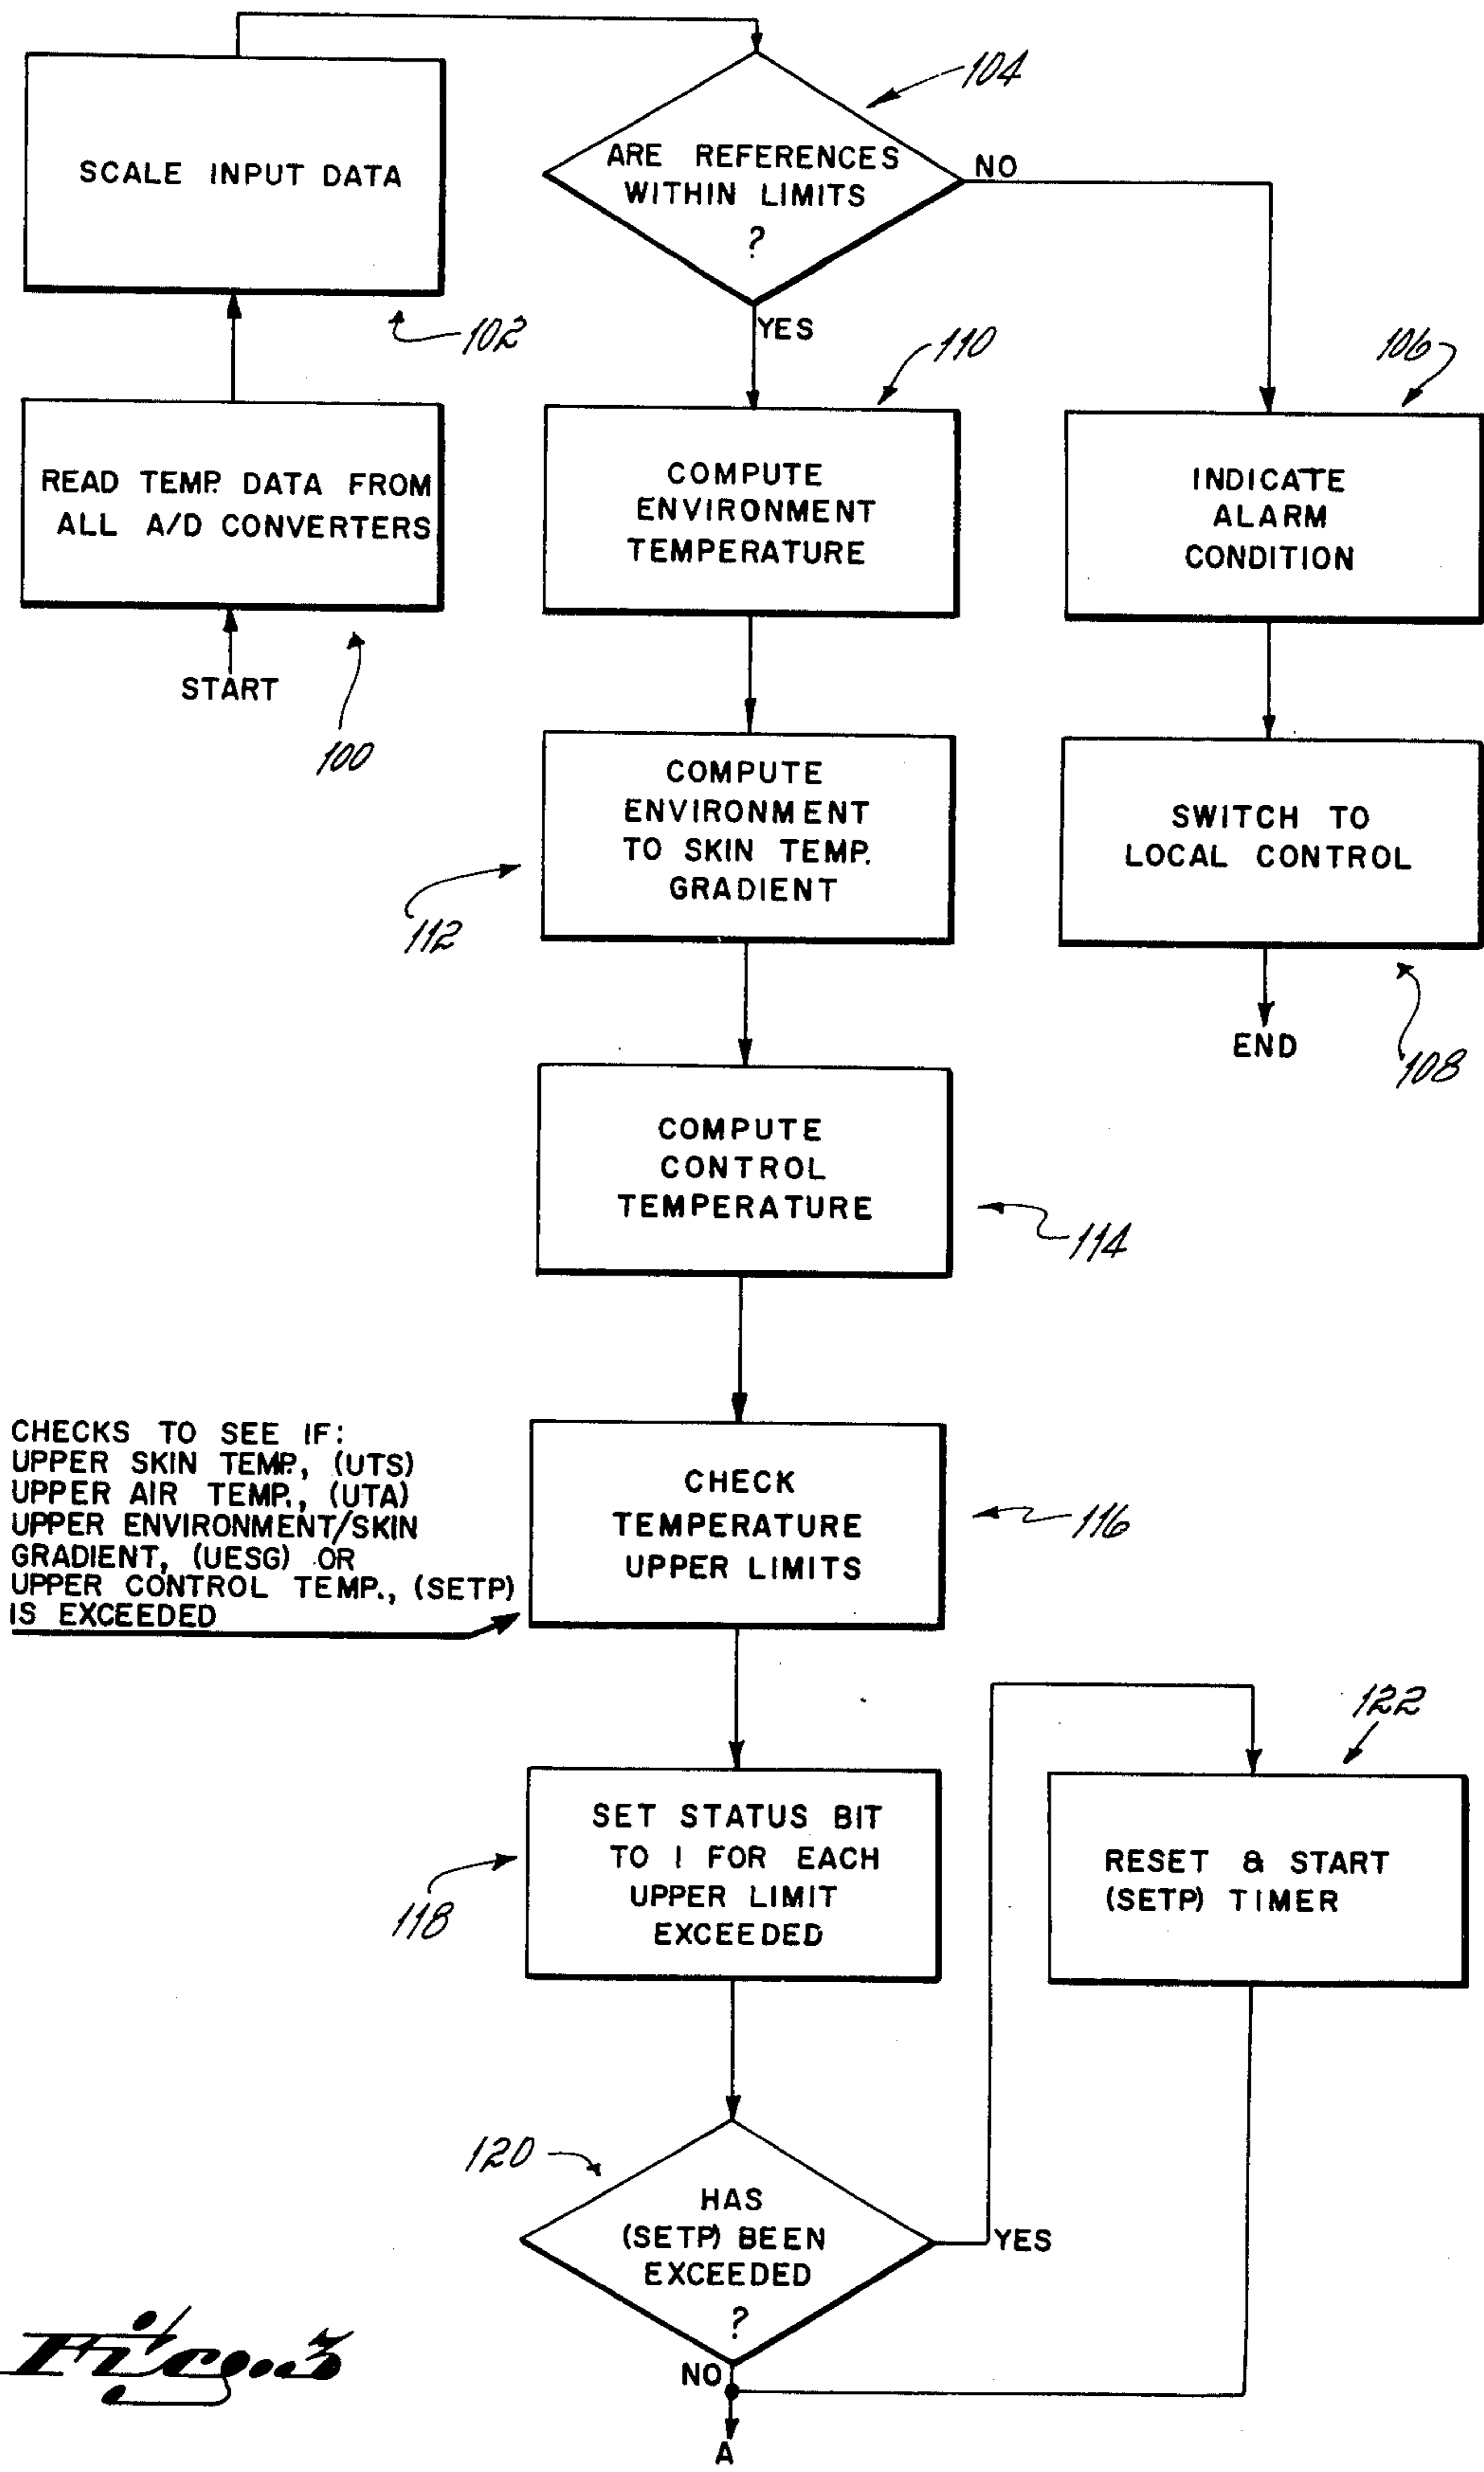 104
SCALE INPUT DATA
ARE REFERENCES
WITHIN LIMITS
?
NO
YES
102
110
106
READ TEMP. DATA FROM
ALL A/D CONVERTERS
COMPUTE
ENVIRONMENT
TEMPERATURE
INDICATE
ALARM
CONDITION
START
100
COMPUTE
ENVIRONMENT
TO SKIN TEMP.
GRADIENT
112
SWITCH TO
LOCAL CONTROL
END
108
COMPUTE
CONTROL
TEMPERATURE
114
CHECKS TO SEE IF:
UPPER SKIN TEMP., (UTS)
UPPER AIR TEMP., (UTA)
UPPER ENVIRONMENT/SKIN
GRADIENT, (UESG) OR
UPPER CONTROL TEMP., (SETP)
IS EXCEEDED
CHECK
TEMPERATURE
UPPER LIMITS
116
122
SET STATUS BIT
TO 1 FOR EACH
UPPER LIMIT
EXCEEDED
118
RESET & START
(SETP) TIMER
120
HAS
(SETP) BEEN
EXCEEDED
?
YES
NO
A
Fig. 3